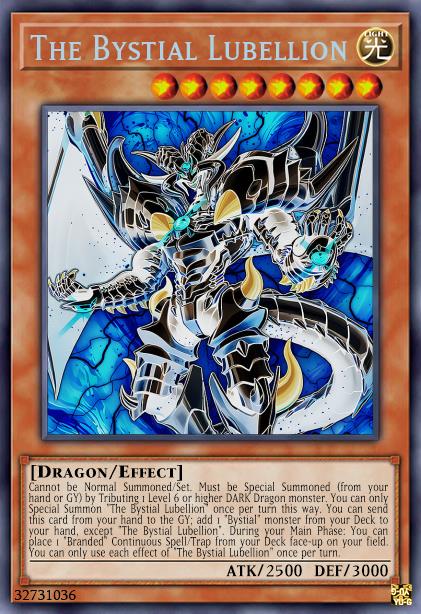 The Bystial Lubellion
LIGHT
光
[Dragon/Effect]
Cannot be Normal Summoned/Set. Must be Special Summoned (from your
hand or GY) by Tributing 1 Level 6 or higher DARK Dragon monster. You can only
Special Summon "The Bystial Lubellion" once per turn this way. You can send
this card from your hand to the GY; add 1 "Bystial" monster from your Deck to
your hand, except "The Bystial Lubellion". During your Main Phase: You can
place 1 "Branded" Continuous Spell/Trap from your Deck face-up on your field.
You can only use each effect of "The Bystial Lubellion" once per turn.
ATK/2500 DEF/3000
32731036